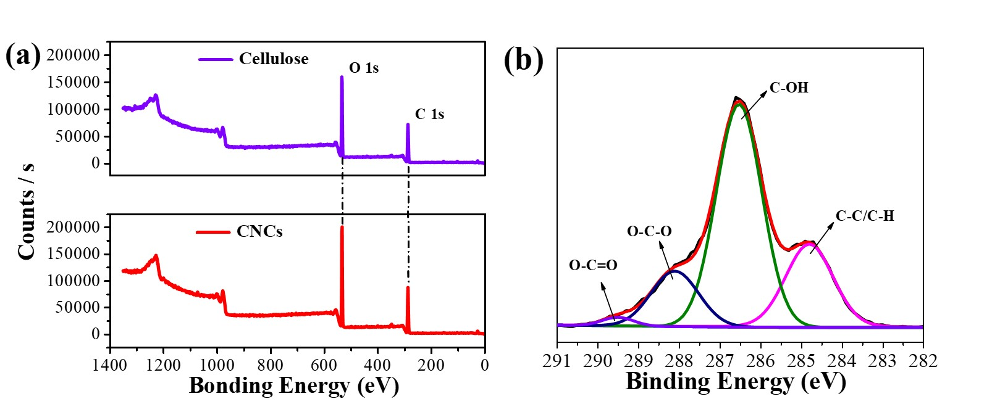 (a)
Counts / s
200000
150000
100000
50000
0
Cellulose
O 1s
C 1s
200000
150000
100000
50000
0
CNCs
1400 1200 1000 800 600 400 200 0
Bonding Energy (eV)
(b)
C-OH
C-C/C-H
O-C-O
O-C=O
291 290 289 288 287 286 285 284 283 282
Binding Energy (eV)